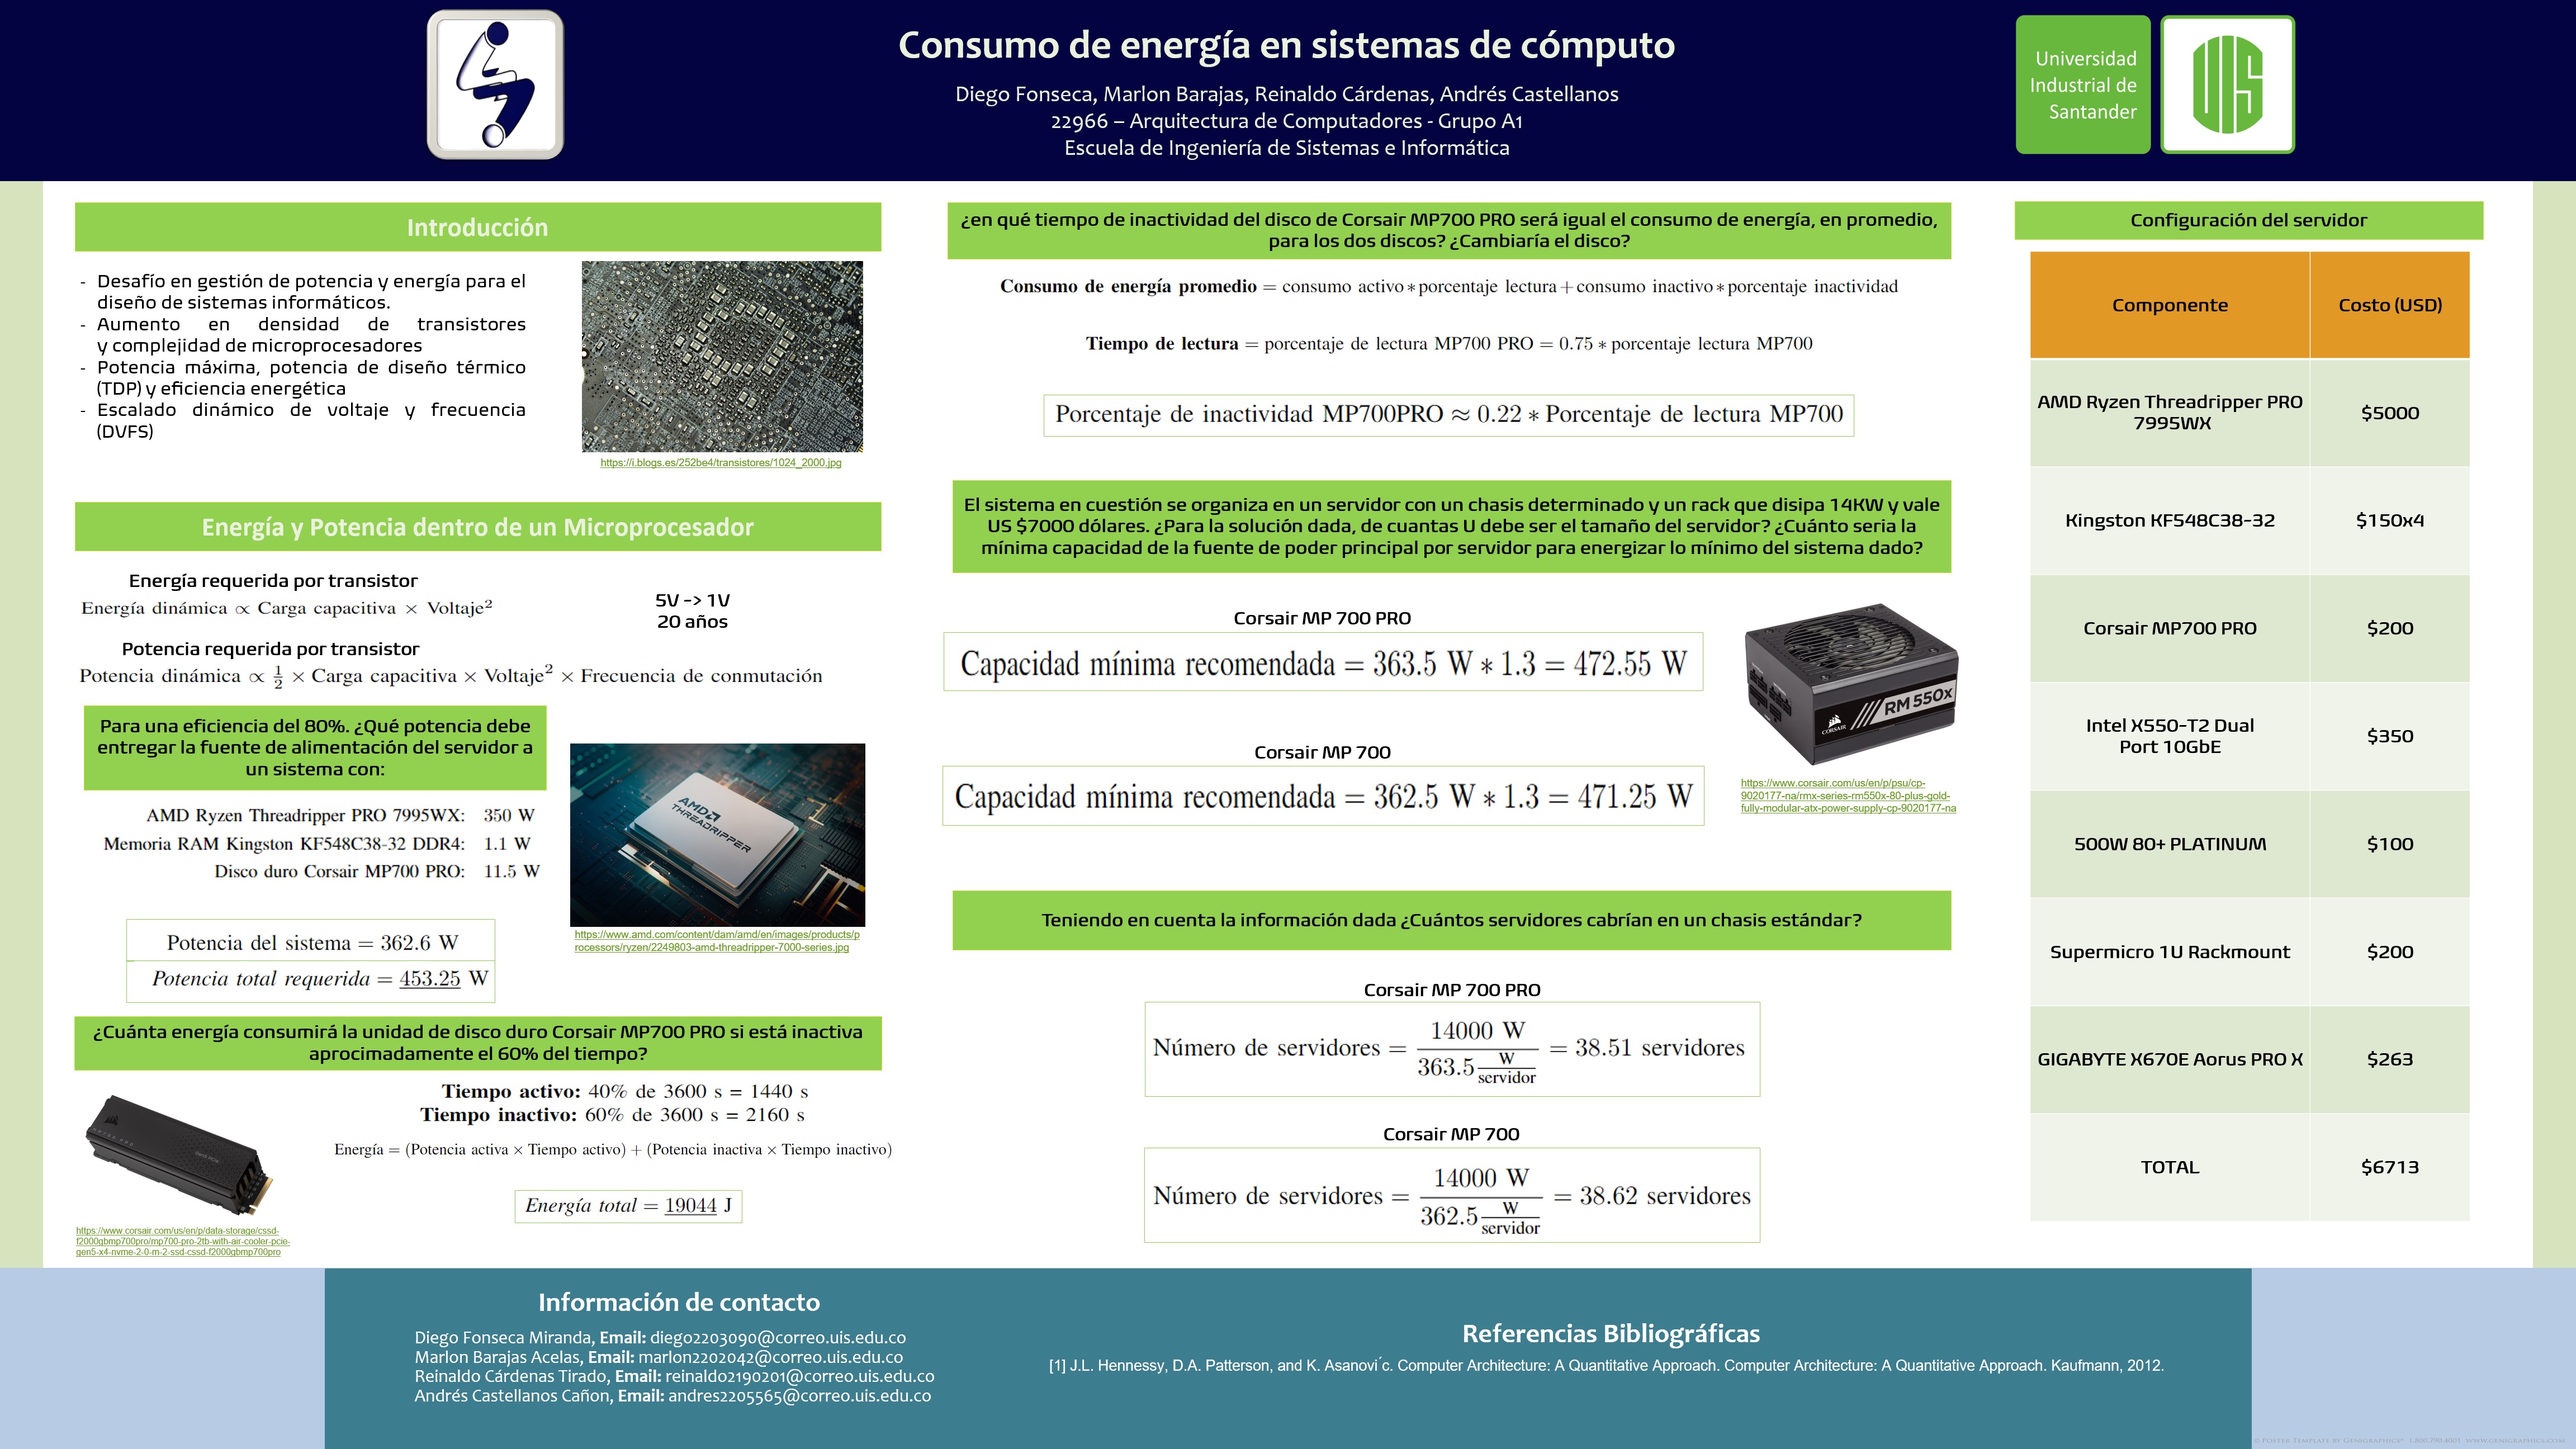 Consumo de energía en sistemas de cómputo
Diego Fonseca, Marlon Barajas, Reinaldo Cárdenas, Andrés Castellanos
22966 – Arquitectura de Computadores - Grupo A1
Escuela de Ingeniería de Sistemas e Informática
Universidad
Industrial de
Santander
Introducción
- Desafío en gestión de potencia y energía para el
diseño de sistemas informáticos.
- Aumento en densidad de transistores
y complejidad de microprocesadores
- Potencia máxima, potencia de diseño térmico
(TDP) y eficiencia energética
- Escalado dinámico de voltaje y frecuencia
(DVFS)
https://i.blogs.es/252be4/transistores/1024_2000.jpg
Energía y Potencia dentro de un Microprocesador
Energía requerida por transistor
Energía dinámica ∝ Carga capacitiva × Voltaje²
5V -> 1V
20 años
Potencia requerida por transistor
Potencia dinámica ∝ 1/2 × Carga capacitiva × Voltaje² × Frecuencia de conmutación
Para una eficiencia del 80%. ¿Qué potencia debe
entregar la fuente de alimentación del servidor a
un sistema con:
AMD Ryzen Threadripper PRO 7995WX: 350 W
Memoria RAM Kingston KF548C38-32 DDR4: 1.1 W
Disco duro Corsair MP700 PRO: 11.5 W
AMD
THREADRIPPER
https://www.amd.com/content/dam/amd/en/images/products/p
rocessors/ryzen/2249803-amd-threadripper-7000-series.jpg
Potencia del sistema = 362.6 W
Potencia total requerida = 453.25 W
¿Cuánta energía consumirá la unidad de disco duro Corsair MP700 PRO si está inactiva
aprocimadamente el 60% del tiempo?
Tiempo activo: 40% de 3600 s = 1440 s
Tiempo inactivo: 60% de 3600 s = 2160 s
Energía = (Potencia activa × Tiempo activo) + (Potencia inactiva × Tiempo inactivo)
Energía total = 19044 J
https://www.corsair.com/us/en/p/data-storage/cssd-
f2000gbmp700pro/mp700-pro-2tb-with-air-cooler-pcie-
gen5-x4-nvme-2-0-m-2-ssd-cssd-f2000gbmp700pro
¿en qué tiempo de inactividad del disco de Corsair MP700 PRO será igual el consumo de energía, en promedio,
para los dos discos? ¿Cambiaría el disco?
Consumo de energía promedio = consumo activo * porcentaje lectura + consumo inactivo * porcentaje inactividad
Tiempo de lectura = porcentaje de lectura MP700 PRO = 0.75 * porcentaje lectura MP700
Porcentaje de inactividad MP700PRO ≈ 0.22 * Porcentaje de lectura MP700
El sistema en cuestión se organiza en un servidor con un chasis determinado y un rack que disipa 14KW y vale
US $7000 dólares. ¿Para la solución dada, de cuantas U debe ser el tamaño del servidor? ¿Cuánto seria la
mínima capacidad de la fuente de poder principal por servidor para energizar lo mínimo del sistema dado?
Corsair MP 700 PRO
Capacidad mínima recomendada = 363.5 W * 1.3 = 472.55 W
Corsair MP 700
Capacidad mínima recomendada = 362.5 W * 1.3 = 471.25 W
CORSAIR
RM 550x
https://www.corsair.com/us/en/p/psu/cp-
9020177-na/rmx-series-rm550x-80-plus-gold-
fully-modular-atx-power-supply-cp-9020177-na
Teniendo en cuenta la información dada ¿Cuántos servidores cabrían en un chasis estándar?
Corsair MP 700 PRO
Número de servidores = 14000 W / 363.5 W/servidor = 38.51 servidores
Corsair MP 700
Número de servidores = 14000 W / 362.5 W/servidor = 38.62 servidores
Configuración del servidor
Componente Costo (USD)
AMD Ryzen Threadripper PRO
7995WX $5000
Kingston KF548C38-32 $150x4
Corsair MP700 PRO $200
Intel X550-T2 Dual
Port 10GbE $350
500W 80+ PLATINUM $100
Supermicro 1U Rackmount $200
GIGABYTE X670E Aorus PRO X $263
TOTAL $6713
Información de contacto
Diego Fonseca Miranda, Email: diego2203090@correo.uis.edu.co
Marlon Barajas Acelas, Email: marlon2202042@correo.uis.edu.co
Reinaldo Cárdenas Tirado, Email: reinaldo2190201@correo.uis.edu.co
Andrés Castellanos Cañon, Email: andres2205565@correo.uis.edu.co
Referencias Bibliográficas
[1] J.L. Hennessy, D.A. Patterson, and K. Asanovi´c. Computer Architecture: A Quantitative Approach. Computer Architecture: A Quantitative Approach. Kaufmann, 2012.
© POSTER TEMPLATE BY GENIGRAPHICS® 1.800.790.4001 WWW.GENIGRAPHICS.COM